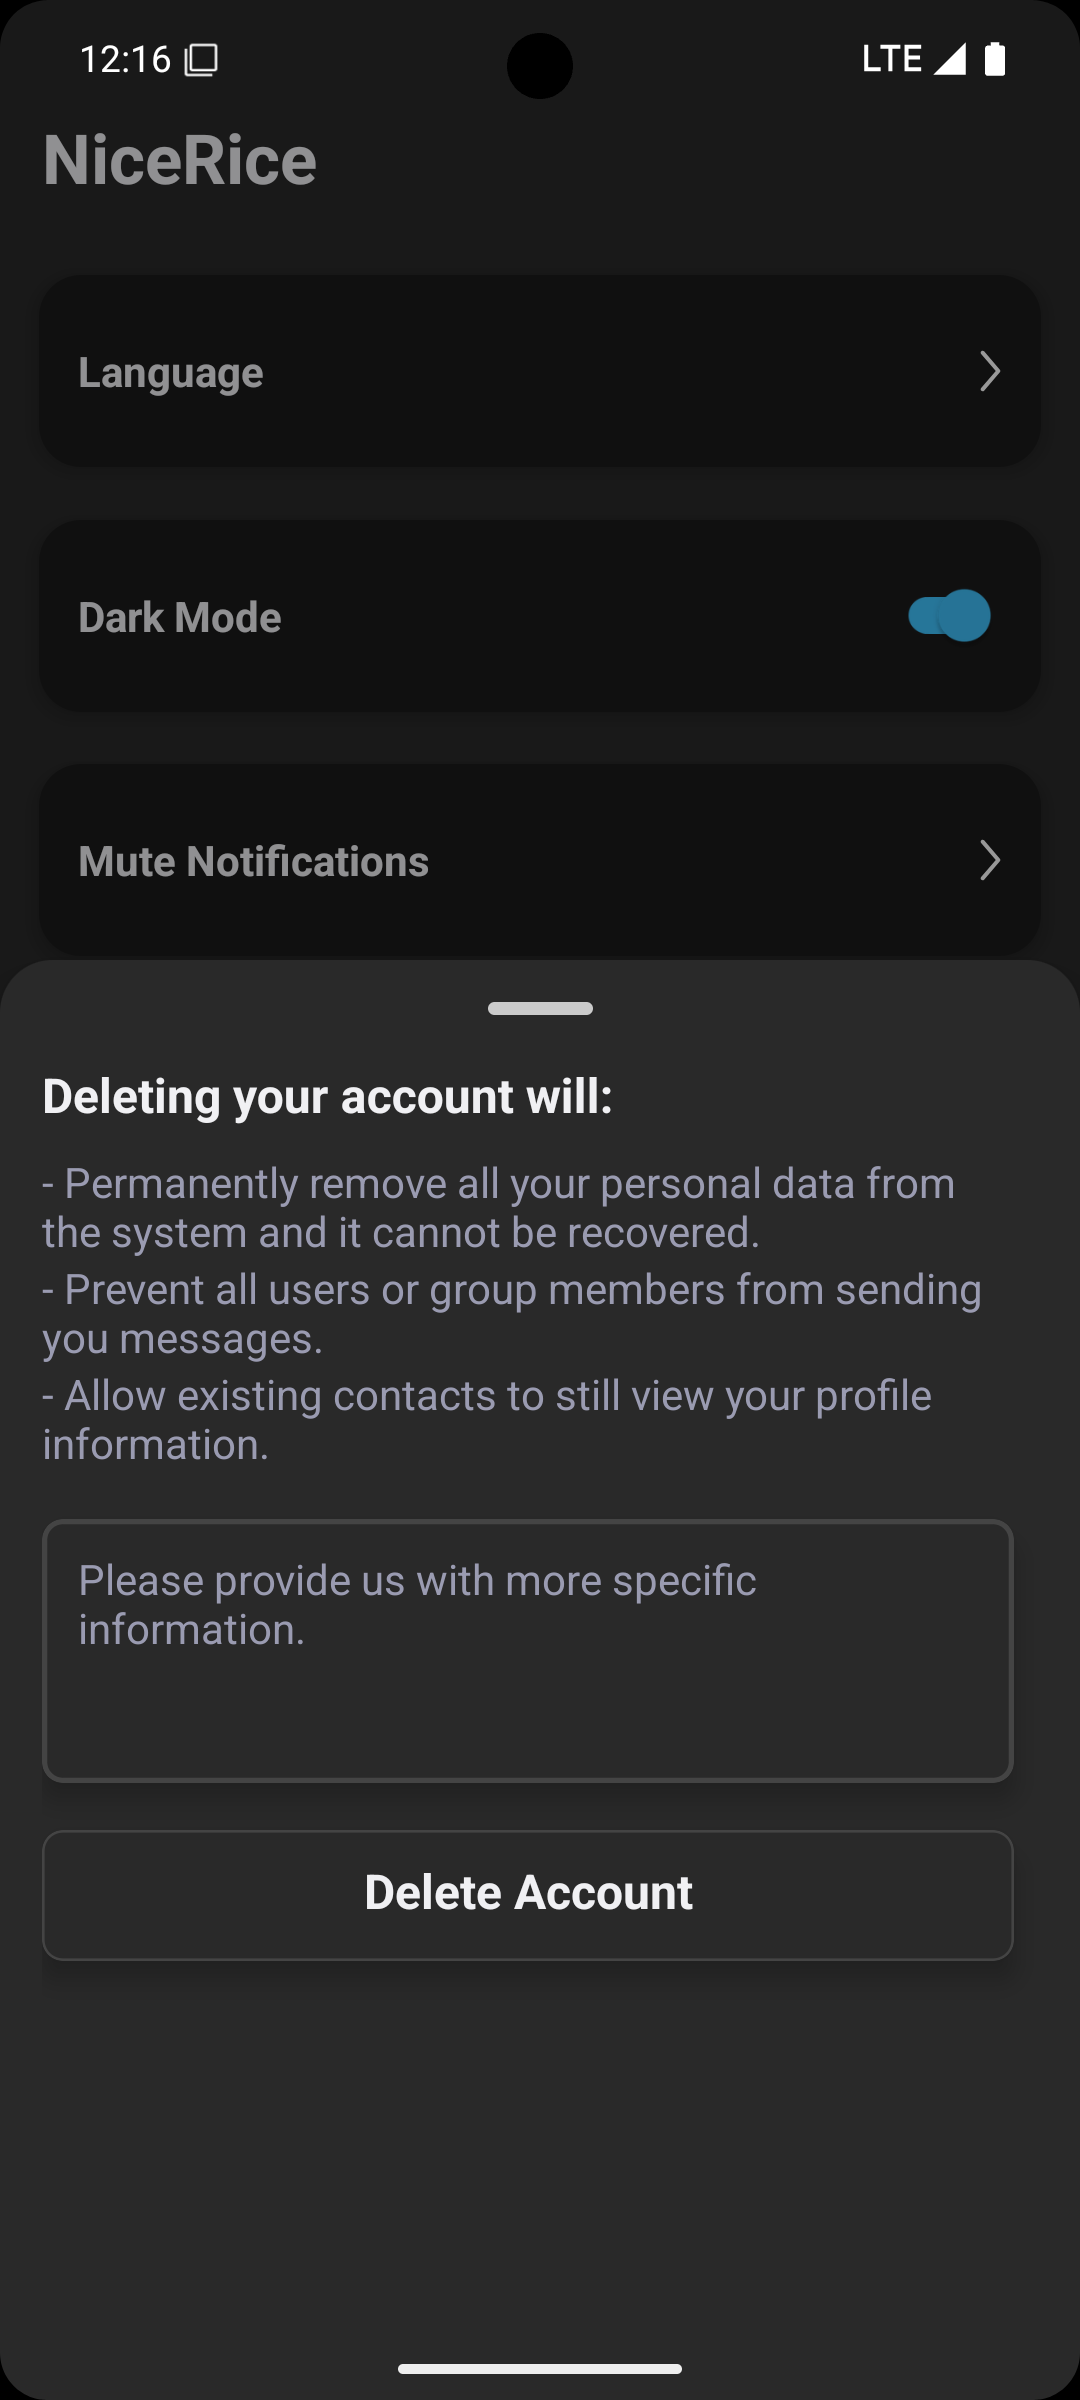 12:16
LTE
NiceRice
Language
Dark Mode
Mute Notifications
Deleting your account will:
- Permanently remove all your personal data from
the system and it cannot be recovered.
- Prevent all users or group members from sending
you messages.
- Allow existing contacts to still view your profile
information.
Please provide us with more specific
information.
Delete Account